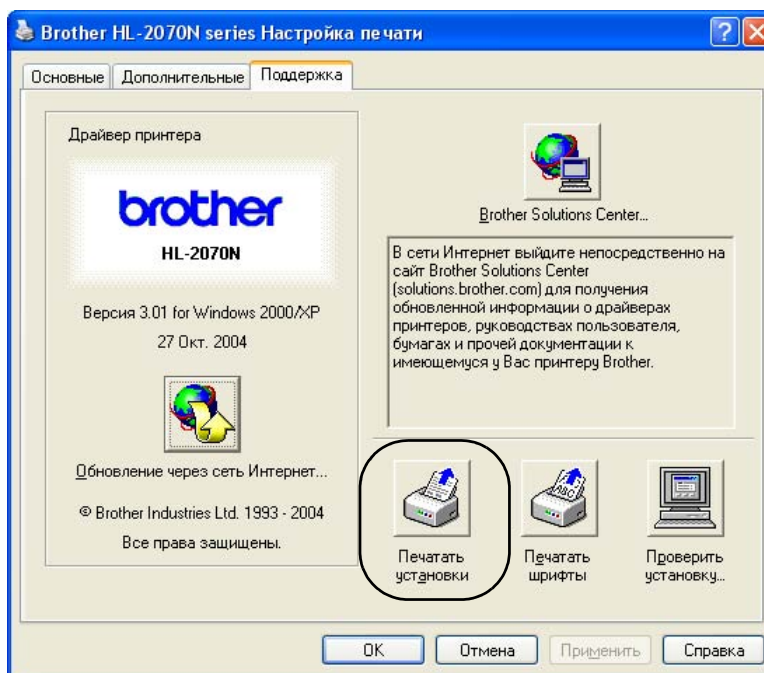 Brother HL-2070N series Настройка печати
Основные
Дополнительные
Поддержка
Драйвер принтера
brother
HL-2070N
Версия 3.01 for Windows 2000/XP
27 Окт. 2004
Обновление через сеть Интернет...
© Brother Industries Ltd. 1993 - 2004
Все права защищены.
Brother Solutions Center...
В сети Интернет выйдите непосредственно на
сайт Brother Solutions Center
(solutions.brother.com) для получения
обновленной информации о драйверах
принтеров, руководствах пользователя,
бумагах и прочей документации к
имеющемуся у Вас принтеру Brother.
Печатать
установки
ABC
Печатать
шрифты
Проверить
установку...
OK
Отмена
Применить
Справка